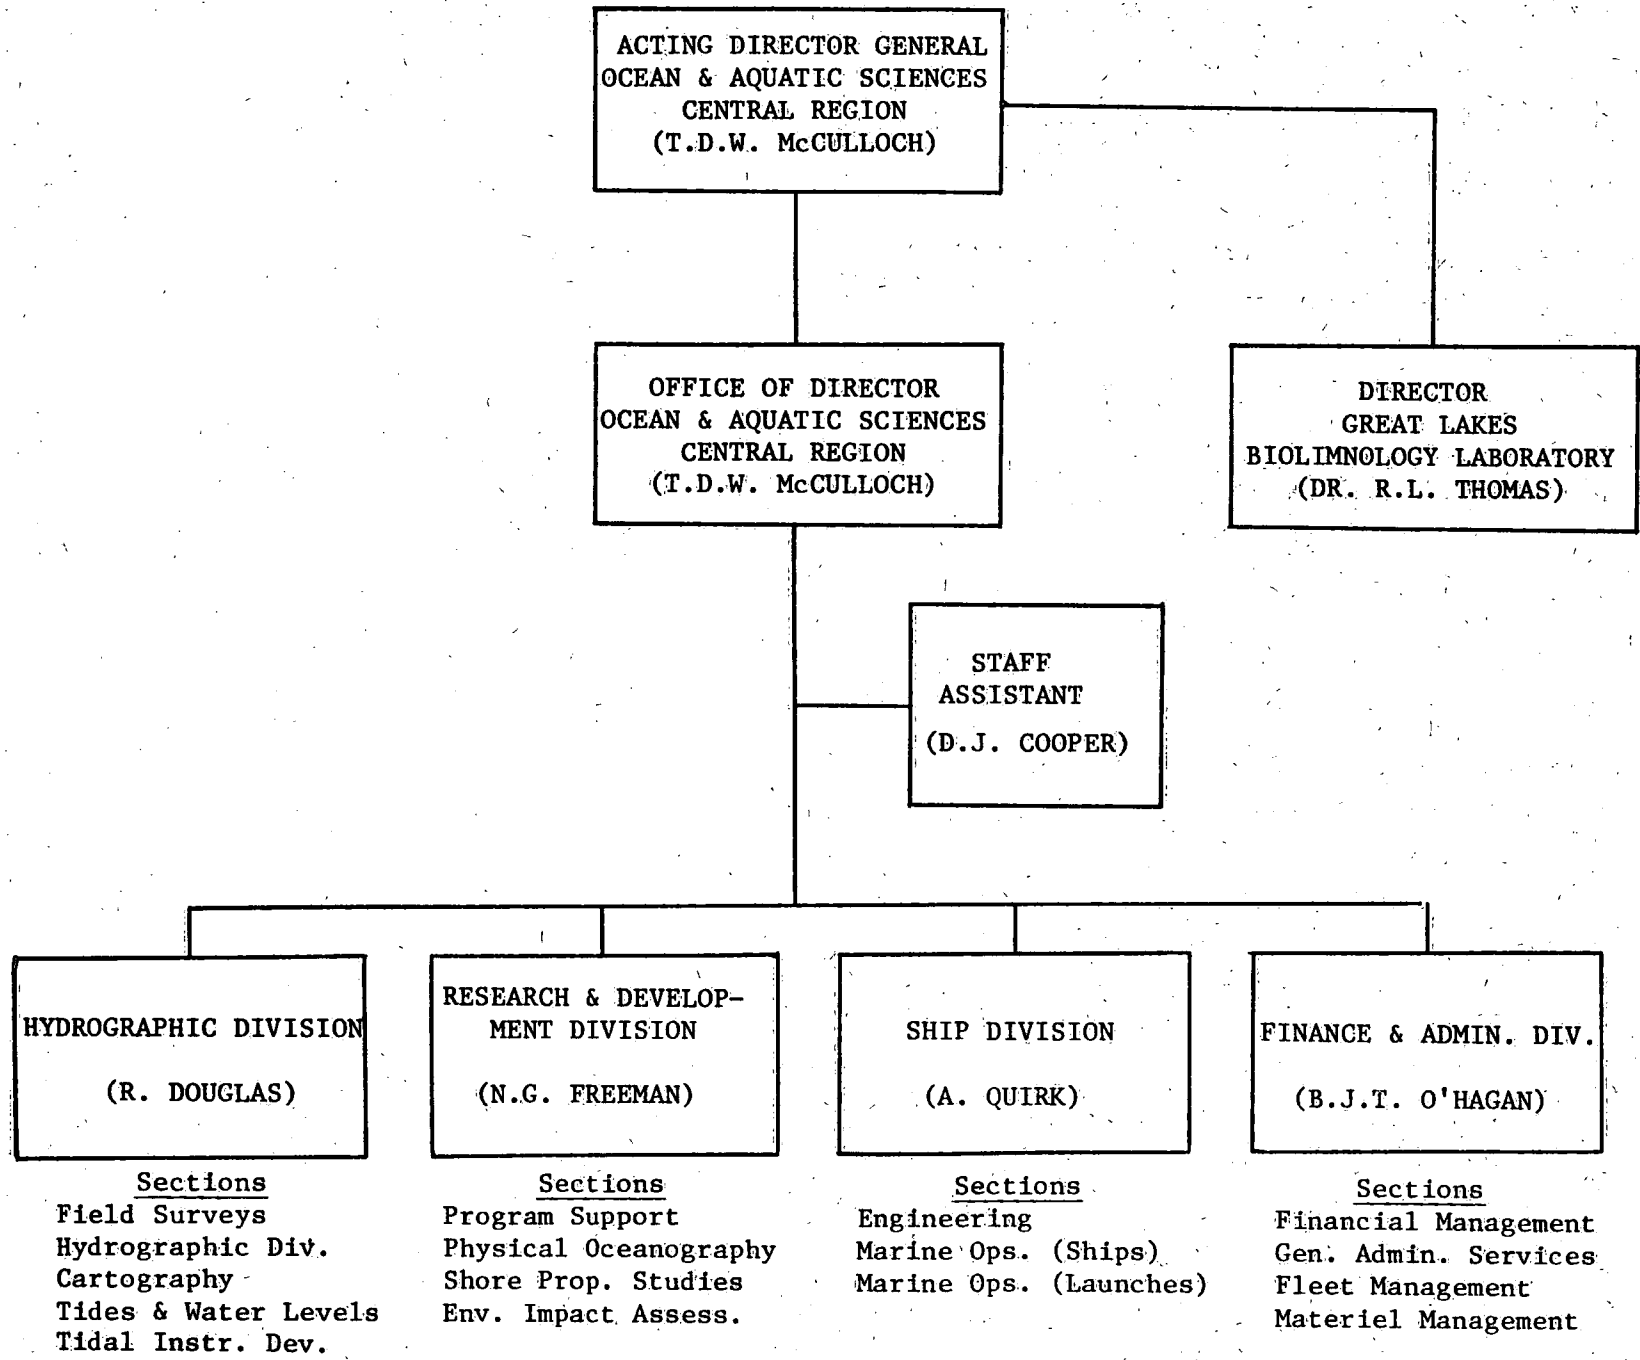 ACTING DIRECTOR GENERAL
OCEAN & AQUATIC SCIENCES
CENTRAL REGION
(T.D.W. McCULLOCH)
OFFICE OF DIRECTOR
OCEAN & AQUATIC SCIENCES
CENTRAL REGION
(T.D.W. McCULLOCH)
DIRECTOR
GREAT LAKES
BIOLIMNOLOGY LABORATORY
(DR. R.L. THOMAS)
STAFF
ASSISTANT
(D.J. COOPER)
HYDROGRAPHIC DIVISION
(R. DOUGLAS)
Sections
Field Surveys
Hydrographic Div.
Cartography
Tides & Water Levels
Tidal Instr. Dev.
RESEARCH & DEVELOP-
MENT DIVISION
(N.G. FREEMAN)
Sections
Program Support
Physical Oceanography
Shore Prop. Studies
Env. Impact Assess.
SHIP DIVISION
(A. QUIRK)
Sections
Engineering
Marine Ops. (Ships)
Marine Ops. (Launches)
FINANCE & ADMIN. DIV.
(B.J.T. O'HAGAN)
Sections
Financial Management
Gen. Admin. Services
Fleet Management
Materiel Management